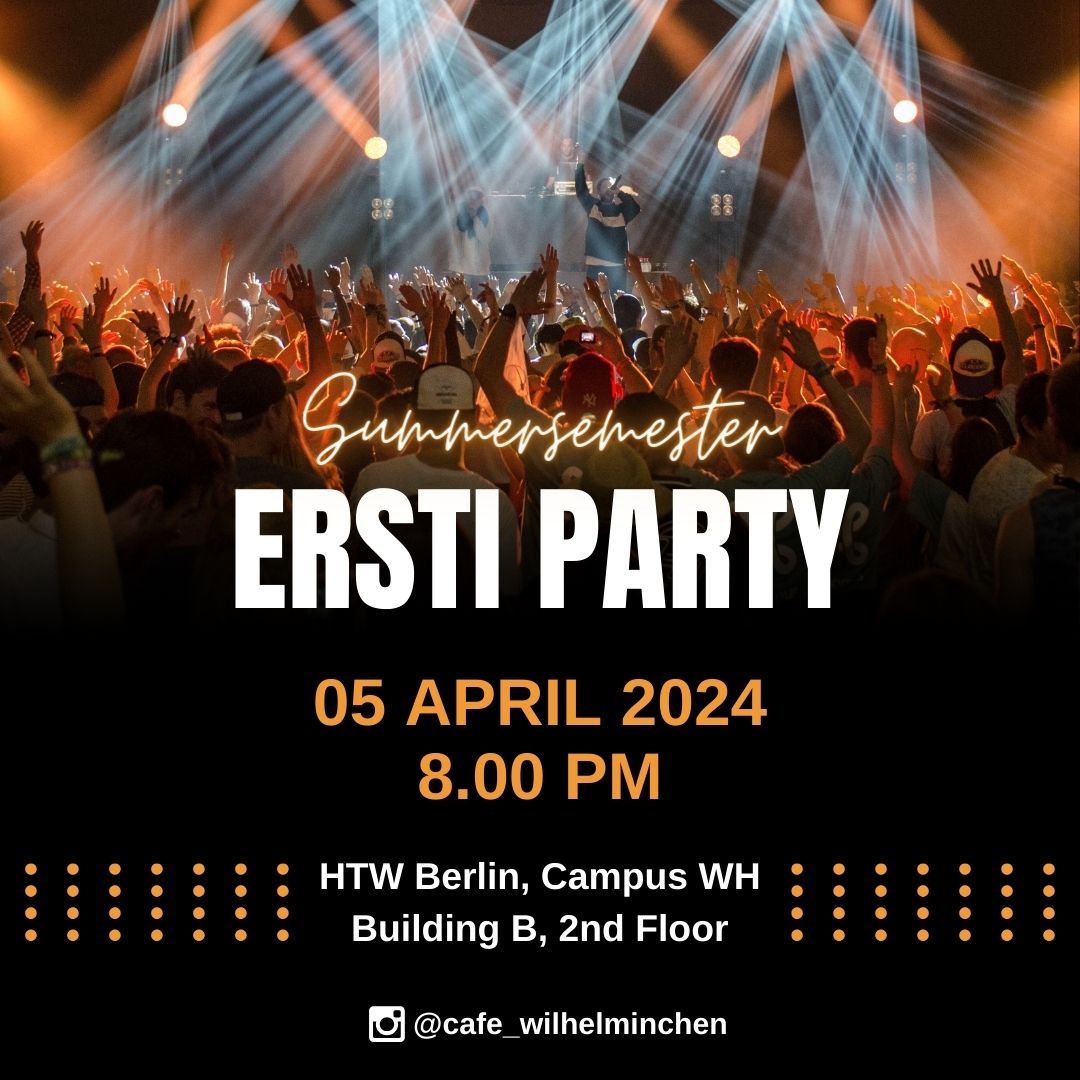 Summersemester
ERSTI PARTY
05 APRIL 2024
8.00 PM
HTW Berlin, Campus WH
Building B, 2nd Floor
@cafe_wilhelminchen